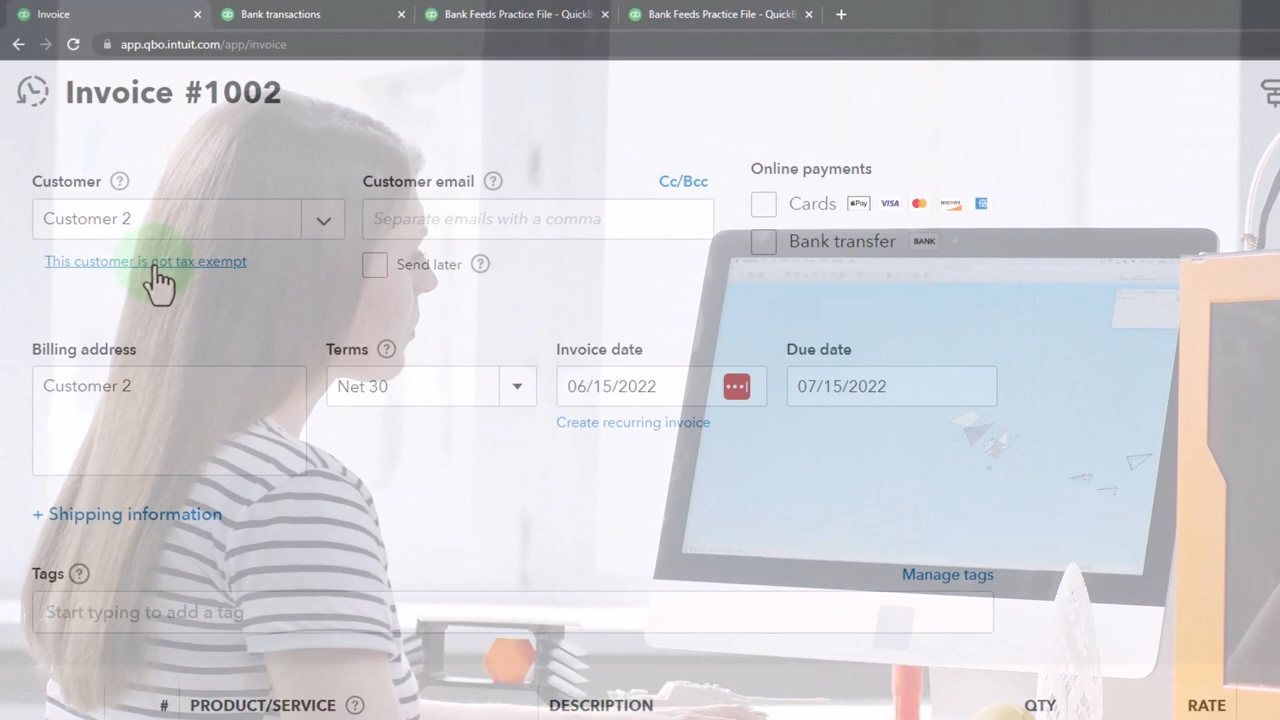 Invoice
Bank transactions
Bank Feeds Practice File - QuickB
Bank Feeds Practice File - QuickB
app.qbo.intuit.com/app/invoice
Invoice #1002
Customer
Customer email
Cc/Bcc
Online payments
Customer 2
Separate emails with a comma
Cards
Pay
VISA
DISCOVER
This customer is not tax exempt
Send later
Bank transfer
BANK
Billing address
Terms
Invoice date
Due date
Customer 2
Net 30
06/15/2022
07/15/2022
Create recurring invoice
+ Shipping information
Tags
Manage tags
Start typing to add a tag
# PRODUCT/SERVICE
DESCRIPTION
QTY
RATE